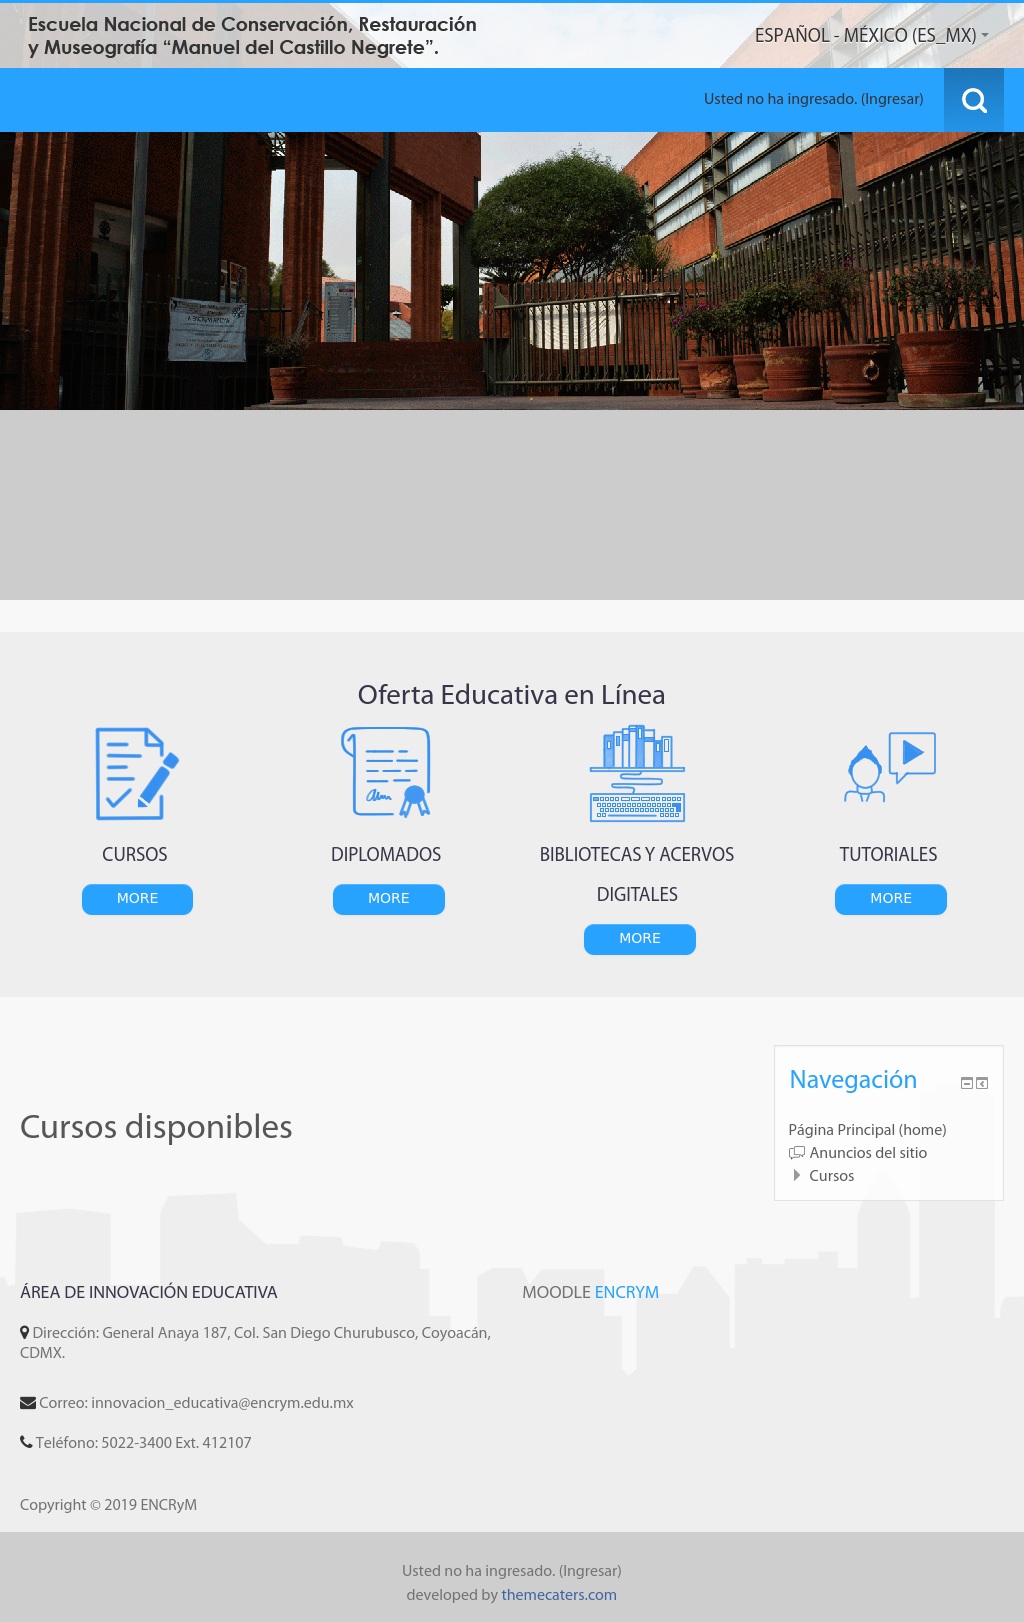 Escuela Nacional de Conservación, Restauración
y Museografía “Manuel del Castillo Negrete”.
ESPAÑOL - MÉXICO (ES_MX)
Usted no ha ingresado. (Ingresar)
Oferta Educativa en Línea
CURSOS
MORE
DIPLOMADOS
MORE
BIBLIOTECAS Y ACERVOS
DIGITALES
MORE
TUTORIALES
MORE
Cursos disponibles
Navegación
Página Principal (home)
Anuncios del sitio
Cursos
ÁREA DE INNOVACIÓN EDUCATIVA
Dirección: General Anaya 187, Col. San Diego Churubusco, Coyoacán,
CDMX.
Correo: innovacion_educativa@encrym.edu.mx
Teléfono: 5022-3400 Ext. 412107
Copyright © 2019 ENCRyM
MOODLE ENCRYM
Usted no ha ingresado. (Ingresar)
developed by themecaters.com